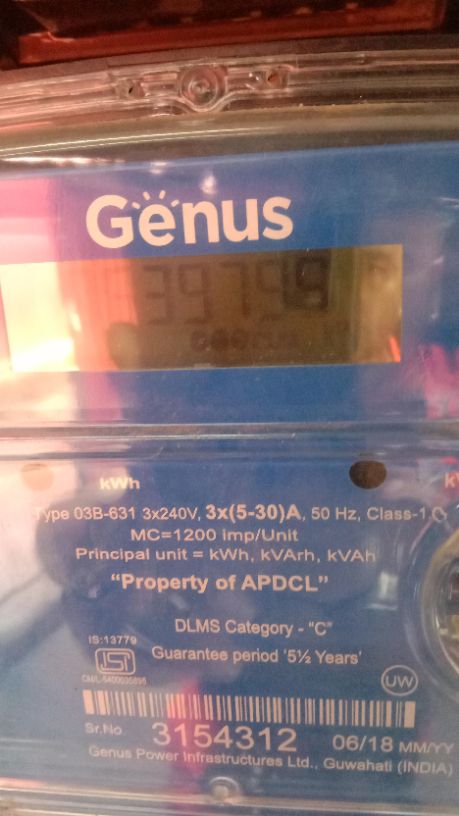 Genus
kWh
Type 03B-631 3x240V, 3x(5-30)A, 50 Hz, Class-1.0
MC=1200 imp/Unit
Principal unit = kWh, kVArh, kVAh
“Property of APDCL”
DLMS Category - “C”
IS:13779
Guarantee period ‘5½ Years’
ISI
UW
Sr.No 3154312 06/18 MM/YY
Genus Power Infrastructures Ltd., Guwahati (INDIA)